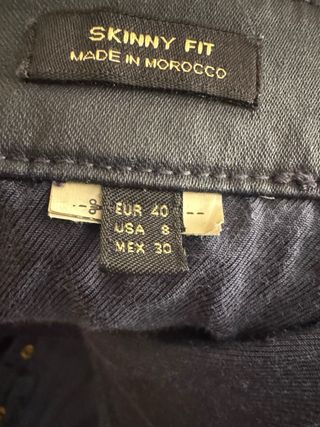 SKINNY FIT
MADE IN MOROCCO
EUR 40
USA 8
MEX 30